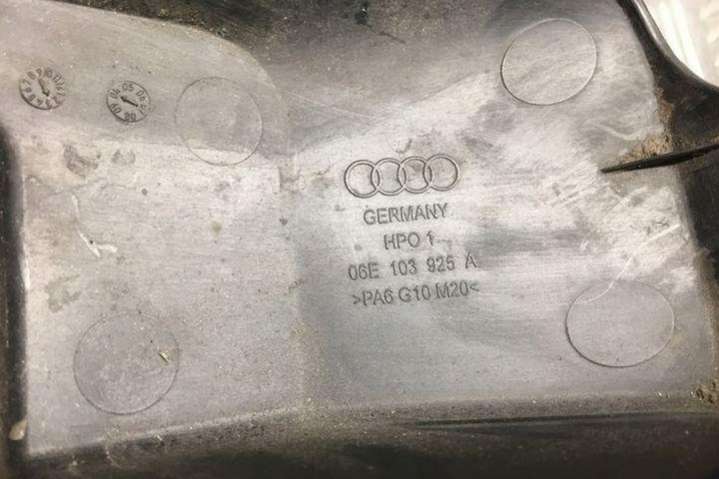 GERMANY
HPO 1
06E 103 925 A
>PA6 G10 M20<